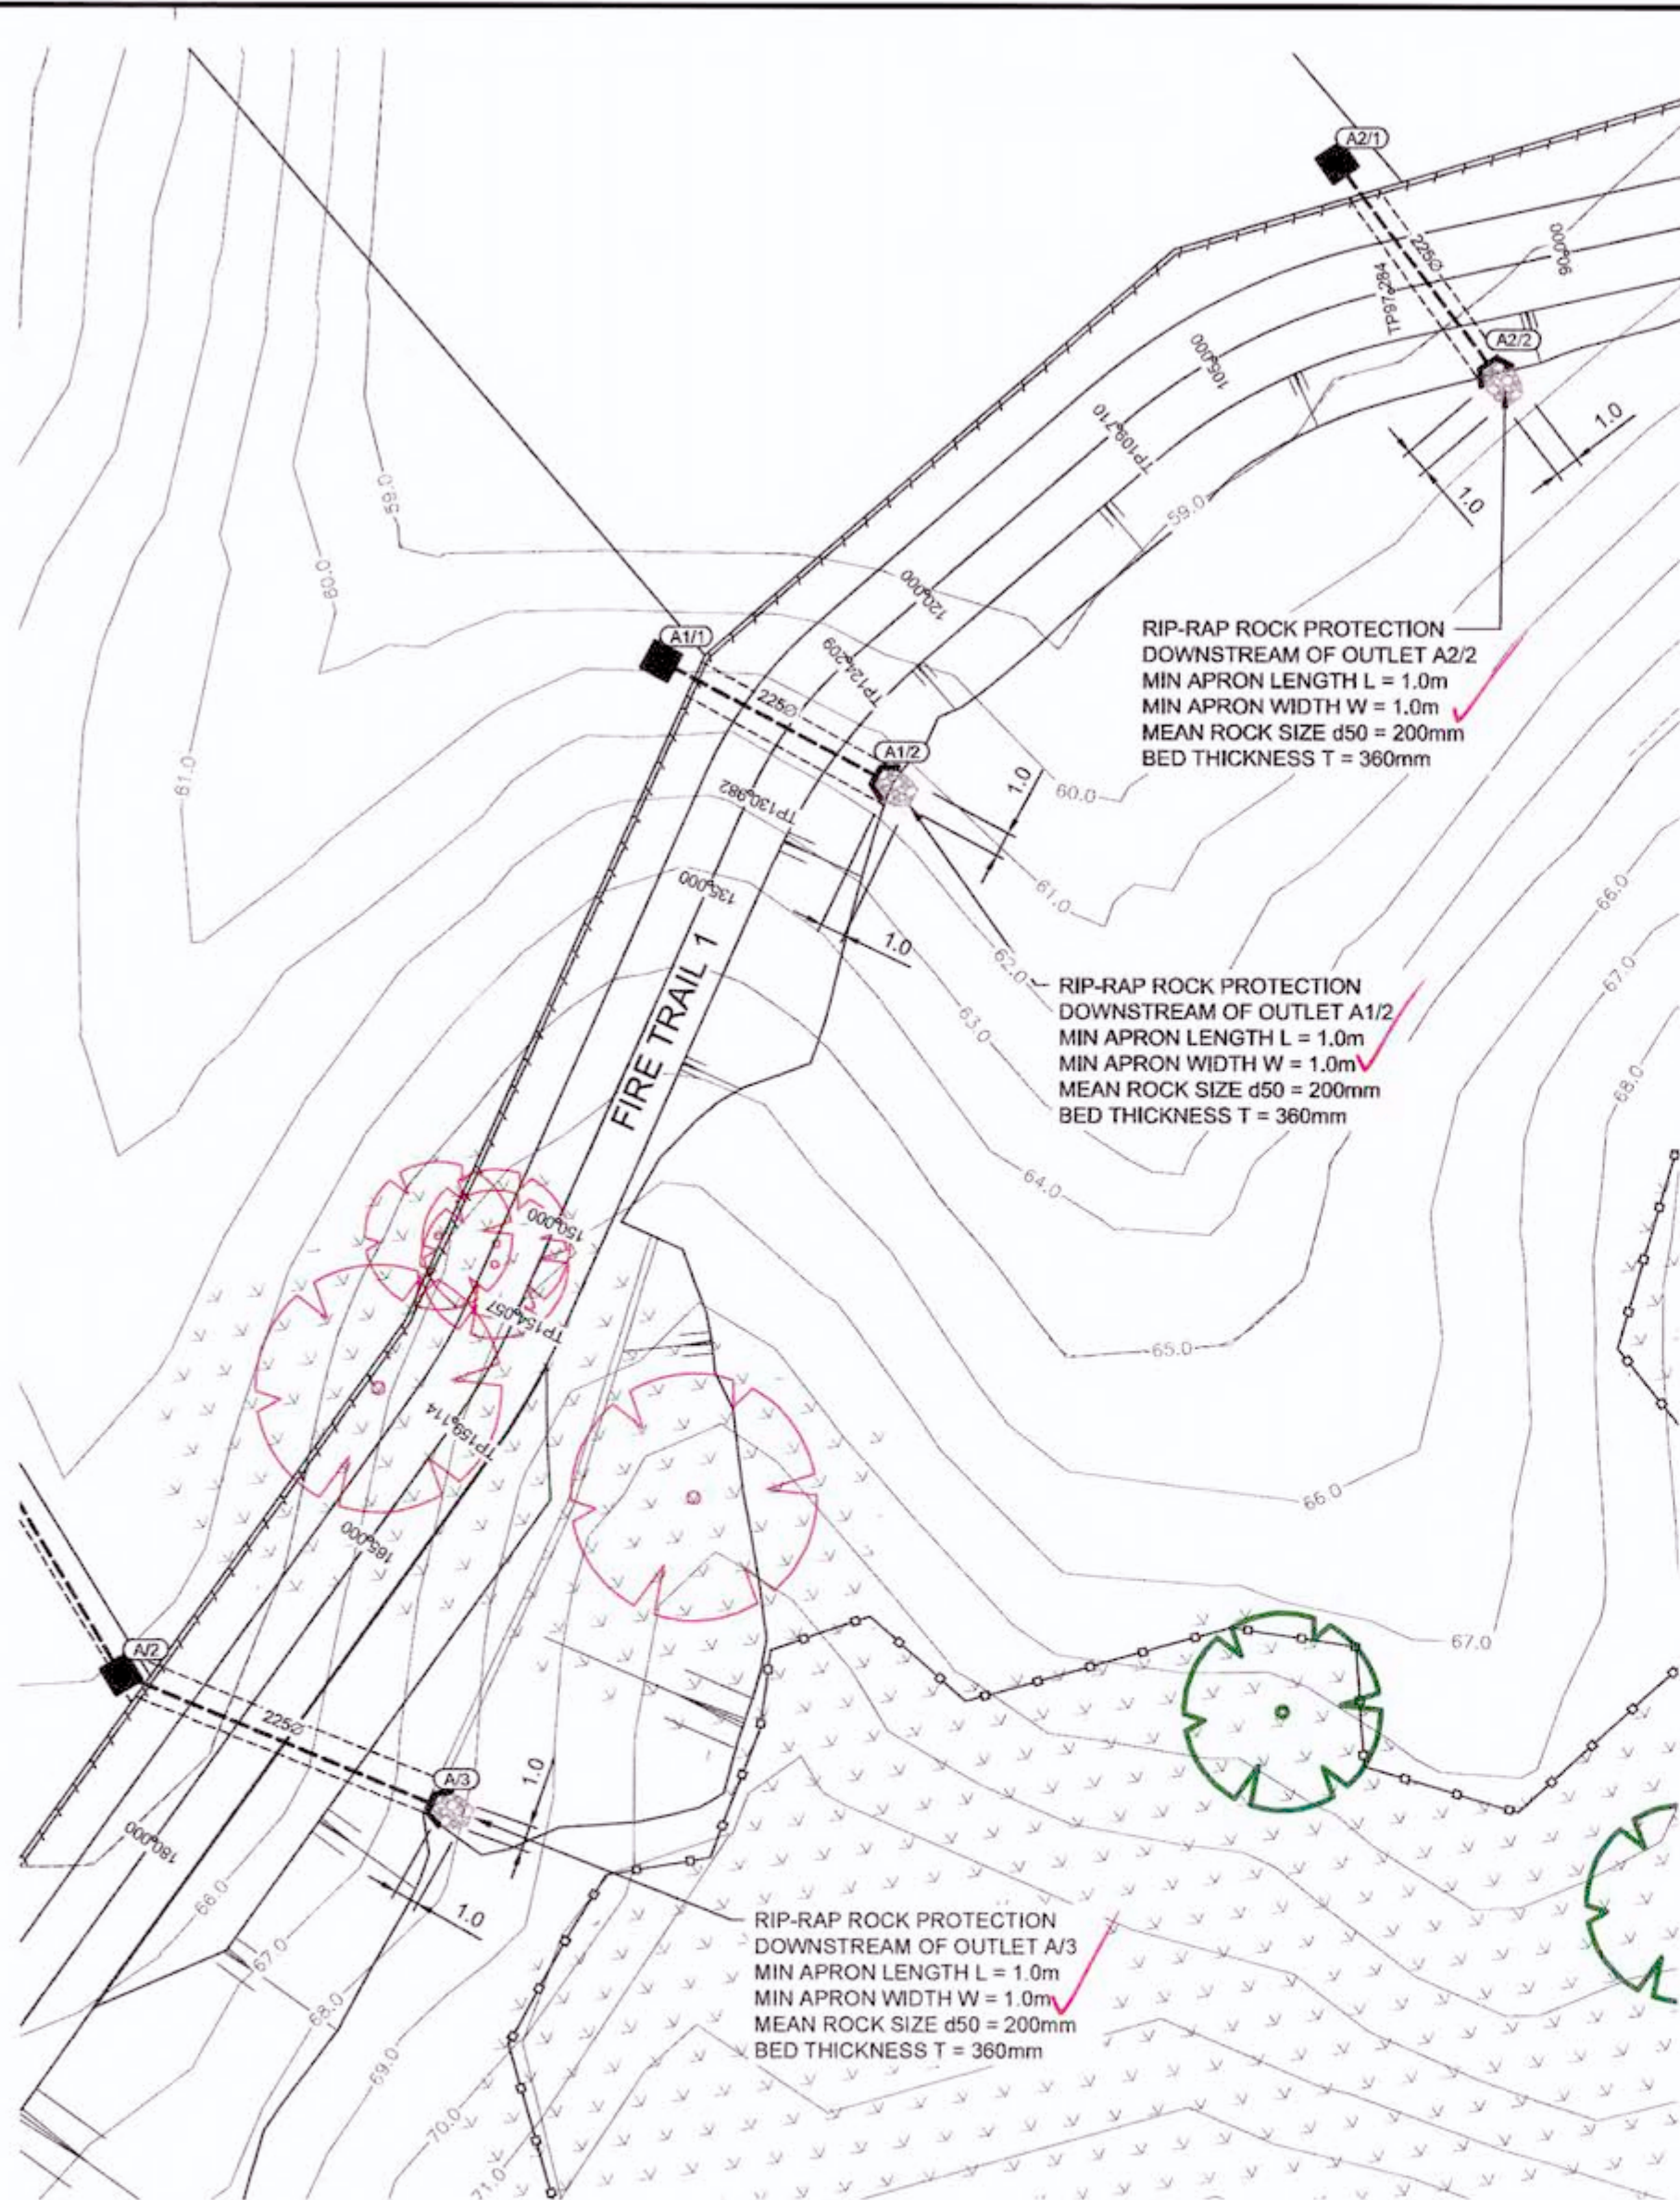 A2/1
225Ø
90.000
TP97.284
A2/2
105.000
1.0
1.0
TP109.710
59.0
59.0
60.0
120.000
A1/1
TP124.209
RIP-RAP ROCK PROTECTION
DOWNSTREAM OF OUTLET A2/2
MIN APRON LENGTH L = 1.0m
MIN APRON WIDTH W = 1.0m
MEAN ROCK SIZE d50 = 200mm
BED THICKNESS T = 360mm
225Ø
A1/2
61.0
TP130.982
1.0
60.0
135.000
61.0
66.0
1.0
62.0
FIRE TRAIL 1
67.0
RIP-RAP ROCK PROTECTION
DOWNSTREAM OF OUTLET A1/2
MIN APRON LENGTH L = 1.0m
MIN APRON WIDTH W = 1.0m
MEAN ROCK SIZE d50 = 200mm
BED THICKNESS T = 360mm
63.0
68.0
64.0
150.000
TP154.057
65.0
TP159.114
66.0
165.000
67.0
A/2
225Ø
A/3
1.0
180.000
66.0
1.0
67.0
RIP-RAP ROCK PROTECTION
DOWNSTREAM OF OUTLET A/3
MIN APRON LENGTH L = 1.0m
MIN APRON WIDTH W = 1.0m
MEAN ROCK SIZE d50 = 200mm
BED THICKNESS T = 360mm
68.0
69.0
70.0
71.0